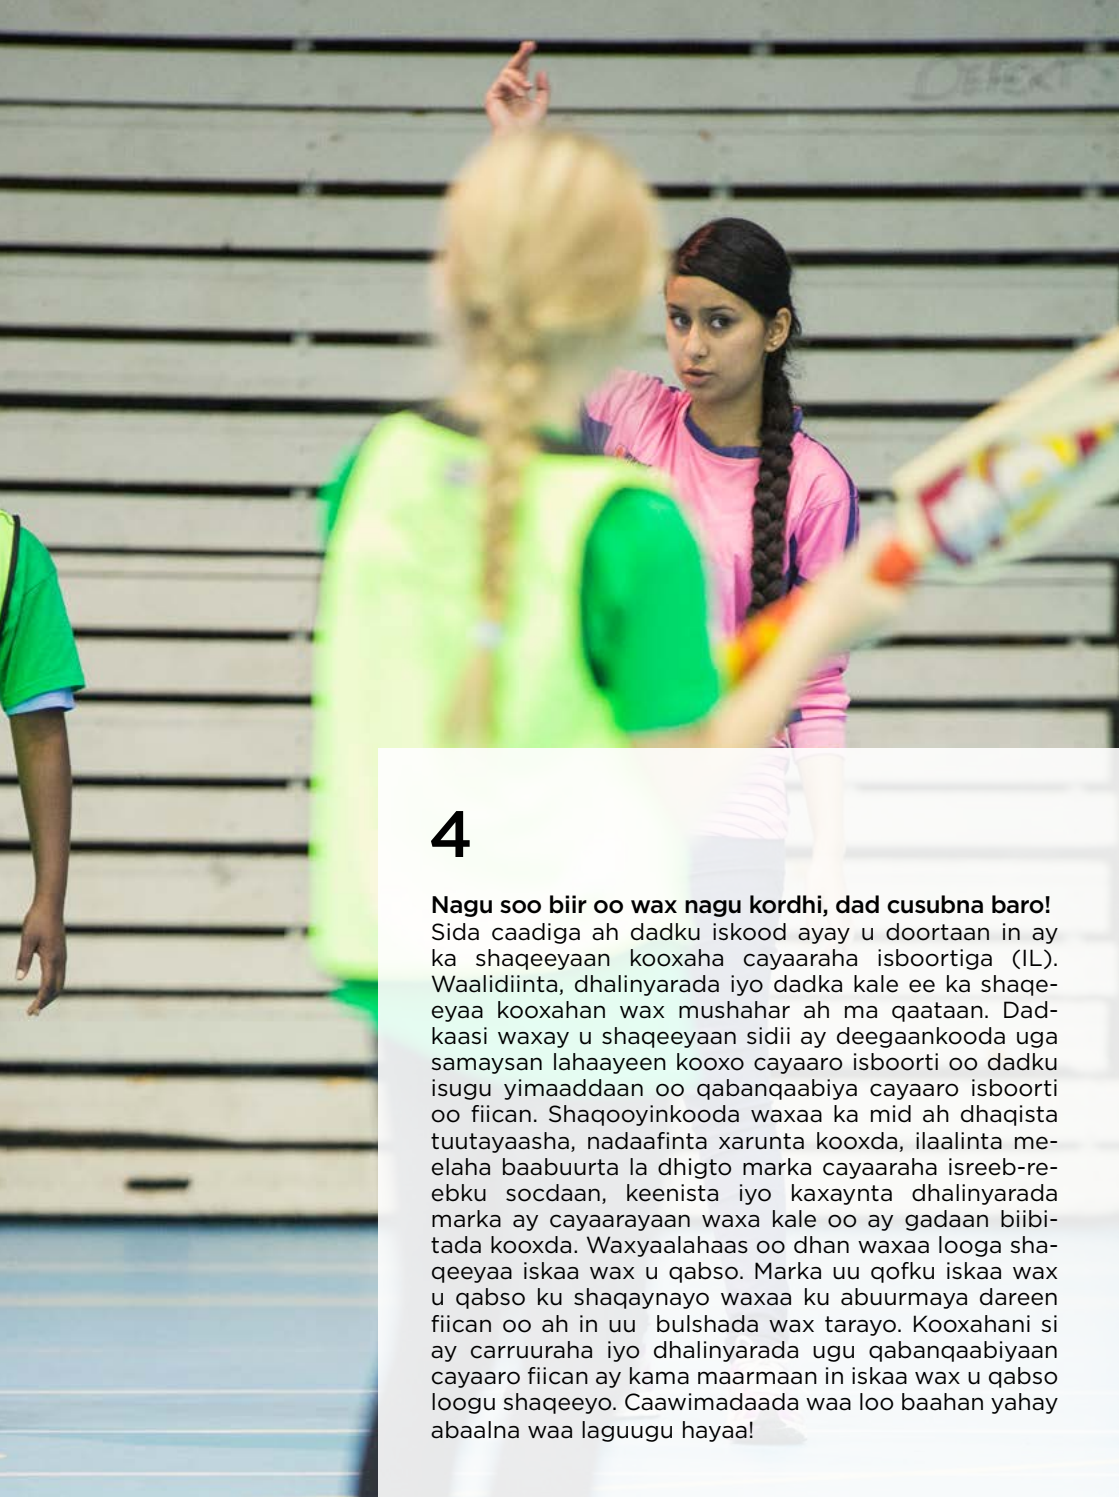 DEFEKT
4
Nagu soo biir oo wax nagu kordhi, dad cusubna baro!
Sida caadiga ah dadku iskood ayay u doortaan in ay
ka shaqeeyaan kooxaha cayaaraha isboortiga (IL).
Waalidiinta, dhalinyarada iyo dadka kale ee ka shaqe-
eyaa kooxahan wax mushahar ah ma qaataan. Dad-
kaasi waxay u shaqeeyaan sidii ay deegaankooda uga
samaysan lahaayeen kooxo cayaaro isboorti oo dadku
isugu yimaaddaan oo qabanqaabiya cayaaro isboorti
oo fiican. Shaqooyinkooda waxaa ka mid ah dhaqista
tuutayaasha, nadaafinta xarunta kooxda, ilaalinta me-
elaha baabuurta la dhigto marka cayaaraha isreeb-re-
ebku socdaan, keenista iyo kaxaynta dhalinyarada
marka ay cayaarayaan waxa kale oo ay gadaan biibi-
tada kooxda. Waxyaalahaas oo dhan waxaa looga sha-
qeeyaa iskaa wax u qabso. Marka uu qofku iskaa wax
u qabso ku shaqaynayo waxaa ku abuurmaya dareen
fiican oo ah in uu bulshada wax tarayo. Kooxahani si
ay carruuraha iyo dhalinyarada ugu qabanqaabiyaan
cayaaro fiican ay kama maarmaan in iskaa wax u qabso
loogu shaqeeyo. Caawimadaada waa loo baahan yahay
abaalna waa laguugu hayaa!